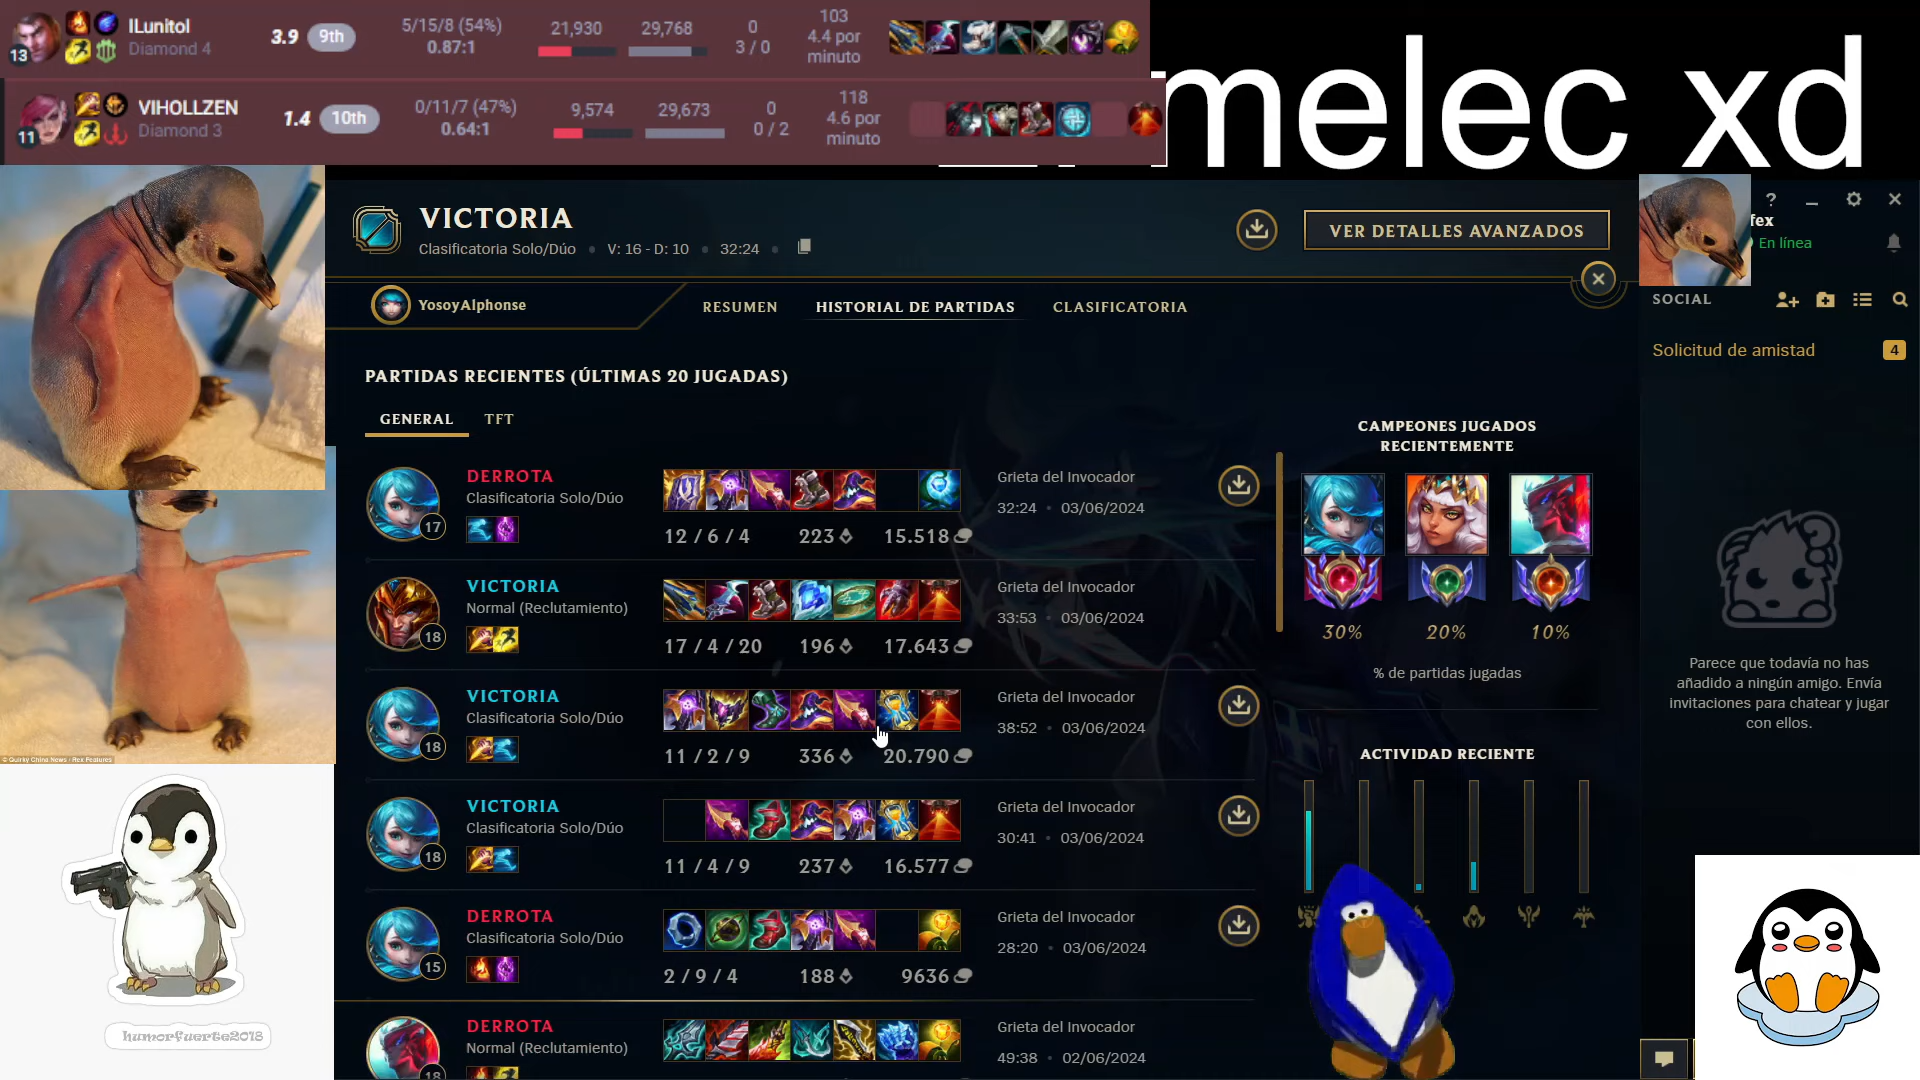 ILunitol
Diamond 4
13
3.9 9th
5/15/8 (54%)
0.87:1
21,930
29,768
0
3 / 0
103
4.4 por
minuto
VIHOLLZEN
Diamond 3
11
1.4 10th
0/11/7 (47%)
0.64:1
9,574
29,673
0
0 / 2
118
4.6 por
minuto
melec xd
VICTORIA
Clasificatoria Solo/Dúo • V: 16 - D: 10 • 32:24 •
VER DETALLES AVANZADOS
fex
En línea
YosoyAlphonse
RESUMEN
HISTORIAL DE PARTIDAS
CLASIFICATORIA
SOCIAL
Solicitud de amistad
4
PARTIDAS RECIENTES (ÚLTIMAS 20 JUGADAS)
GENERAL
TFT
DERROTA
Clasificatoria Solo/Dúo
17
12 / 6 / 4
223
15.518
Grieta del Invocador
32:24 • 03/06/2024
VICTORIA
Normal (Reclutamiento)
18
17 / 4 / 20
196
17.643
Grieta del Invocador
33:53 • 03/06/2024
VICTORIA
Clasificatoria Solo/Dúo
18
11 / 2 / 9
336
20.790
Grieta del Invocador
38:52 • 03/06/2024
VICTORIA
Clasificatoria Solo/Dúo
18
11 / 4 / 9
237
16.577
Grieta del Invocador
30:41 • 03/06/2024
DERROTA
Clasificatoria Solo/Dúo
15
2 / 9 / 4
188
9636
Grieta del Invocador
28:20 • 03/06/2024
DERROTA
Normal (Reclutamiento)
18
Grieta del Invocador
49:38 • 02/06/2024
CAMPEONES JUGADOS
RECIENTEMENTE
30%
20%
10%
% de partidas jugadas
ACTIVIDAD RECIENTE
Parece que todavía no has
añadido a ningún amigo. Envía
invitaciones para chatear y jugar
con ellos.
© Quirky China News / Rex Features
humorfuerte2018